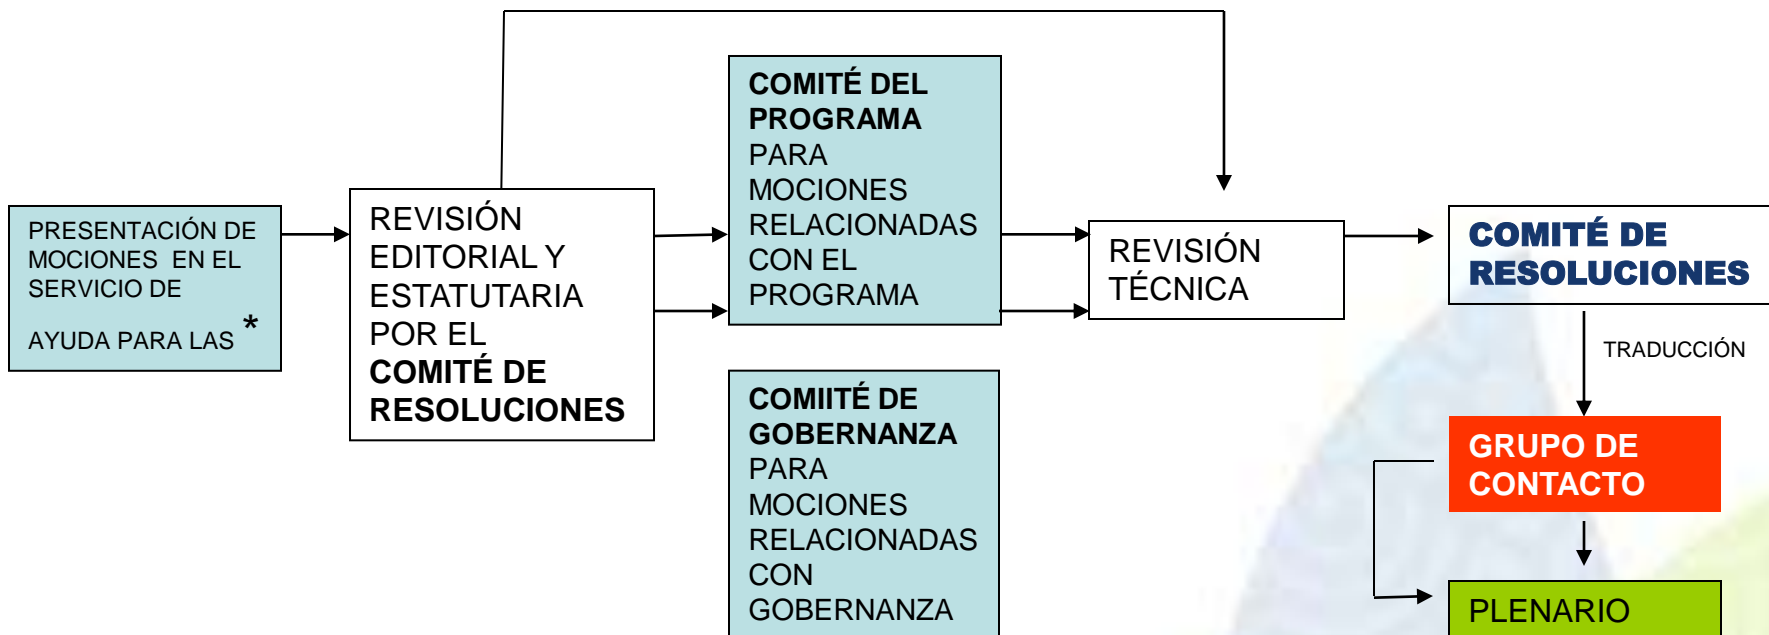 PRESENTACIÓN DE
MOCIONES EN EL
SERVICIO DE
AYUDA PARA LAS *
REVISIÓN
EDITORIAL Y
ESTATUTARIA
POR EL
COMITÉ DE
RESOLUCIONES
COMITÉ DEL
PROGRAMA
PARA
MOCIONES
RELACIONADAS
CON EL
PROGRAMA
COMIITÉ DE
GOBERNANZA
PARA
MOCIONES
RELACIONADAS
CON
GOBERNANZA
REVISIÓN
TÉCNICA
COMITÉ DE
RESOLUCIONES
TRADUCCIÓN
GRUPO DE
CONTACTO
PLENARIO